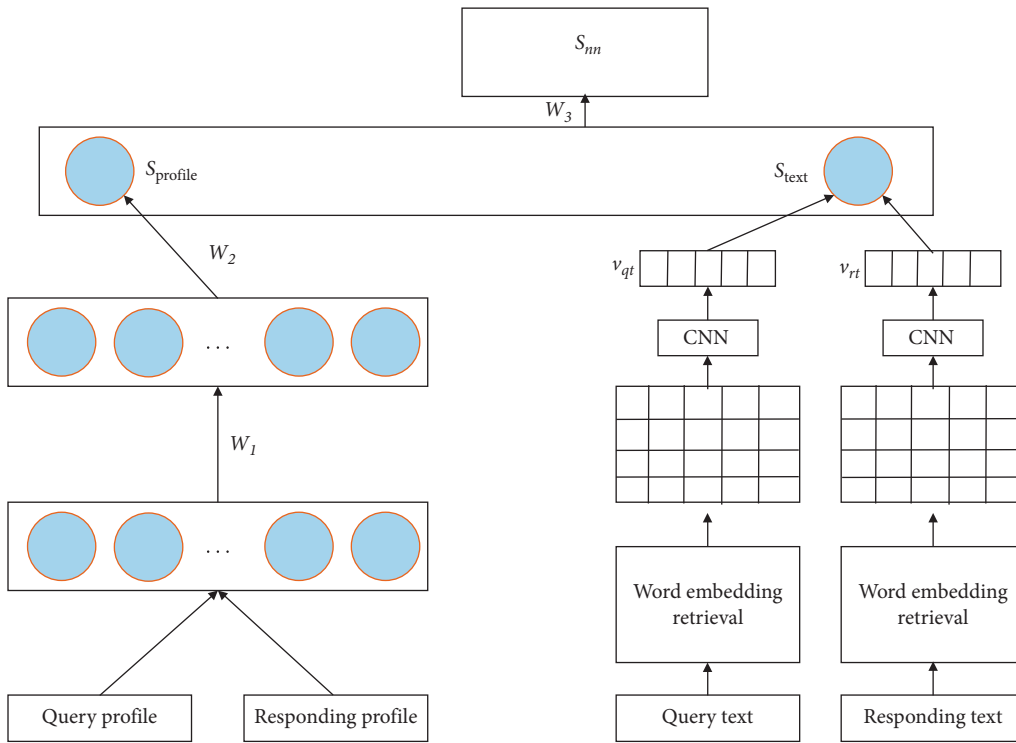 S_nn
W_3
S_profile
S_text
W_2
v_qt
v_rt
CNN
CNN
. . .
W_1
. . .
Word embedding
retrieval
Word embedding
retrieval
Query profile
Responding profile
Query text
Responding text